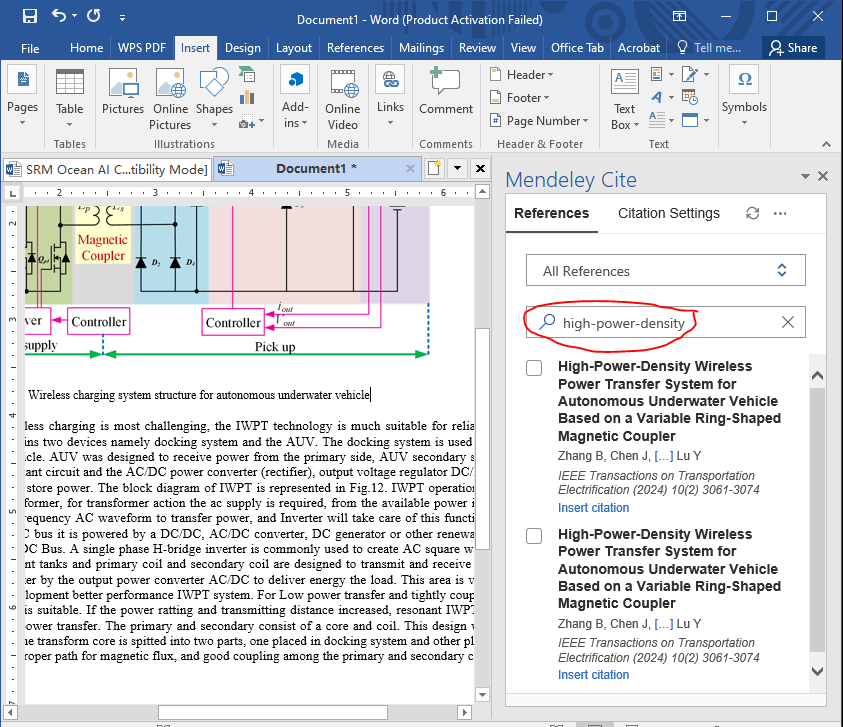 Document1 - Word (Product Activation Failed)
File Home WPS PDF Insert Design Layout References Mailings Review View Office Tab Acrobat Tell me... Share
Pages Table Pictures Online Pictures Shapes Add-ins Online Video Links Comment Header Footer Page Number Text Box Symbols
Tables Illustrations Media Comments Header & Footer Text
SRM Ocean AI C...tibility Mode] Document1 *
2 3 4 5 6
Lp Ls
Magnetic
Coupler
Qp4 D2 D4
ver Controller Controller iout
out
supply Pick up
Wireless charging system structure for autonomous underwater vehicle
less charging is most challenging, the IWPT technology is much suitable for relia
ins two devices namely docking system and the AUV. The docking system is used
icle. AUV was designed to receive power from the primary side, AUV secondary s
ant circuit and the AC/DC power converter (rectifier), output voltage regulator DC/
store power. The block diagram of IWPT is represented in Fig.12. IWPT operation
former, for transformer action the ac supply is required, from the available power i
requency AC waveform to transfer power, and Inverter will take care of this functi
C bus it is powered by a DC/DC, AC/DC converter, DC generator or other renewa
DC Bus. A single phase H-bridge inverter is commonly used to create AC square w
nt tanks and primary coil and secondary coil are designed to transmit and receive
ter by the output power converter AC/DC to deliver energy the load. This area is v
lopment better performance IWPT system. For Low power transfer and tightly coup
is suitable. If the power ratting and transmitting distance increased, resonant IWPT
power transfer. The primary and secondary consist of a core and coil. This design
ne transform core is spitted into two parts, one placed in docking system and other pl
roper path for magnetic flux, and good coupling among the primary and secondary c
Mendeley Cite
References Citation Settings
All References
high-power-density
High-Power-Density Wireless
Power Transfer System for
Autonomous Underwater Vehicle
Based on a Variable Ring-Shaped
Magnetic Coupler
Zhang B, Chen J, [...] Lu Y
IEEE Transactions on Transportation
Electrification (2024) 10(2) 3061-3074
Insert citation
High-Power-Density Wireless
Power Transfer System for
Autonomous Underwater Vehicle
Based on a Variable Ring-Shaped
Magnetic Coupler
Zhang B, Chen J, [...] Lu Y
IEEE Transactions on Transportation
Electrification (2024) 10(2) 3061-3074
Insert citation